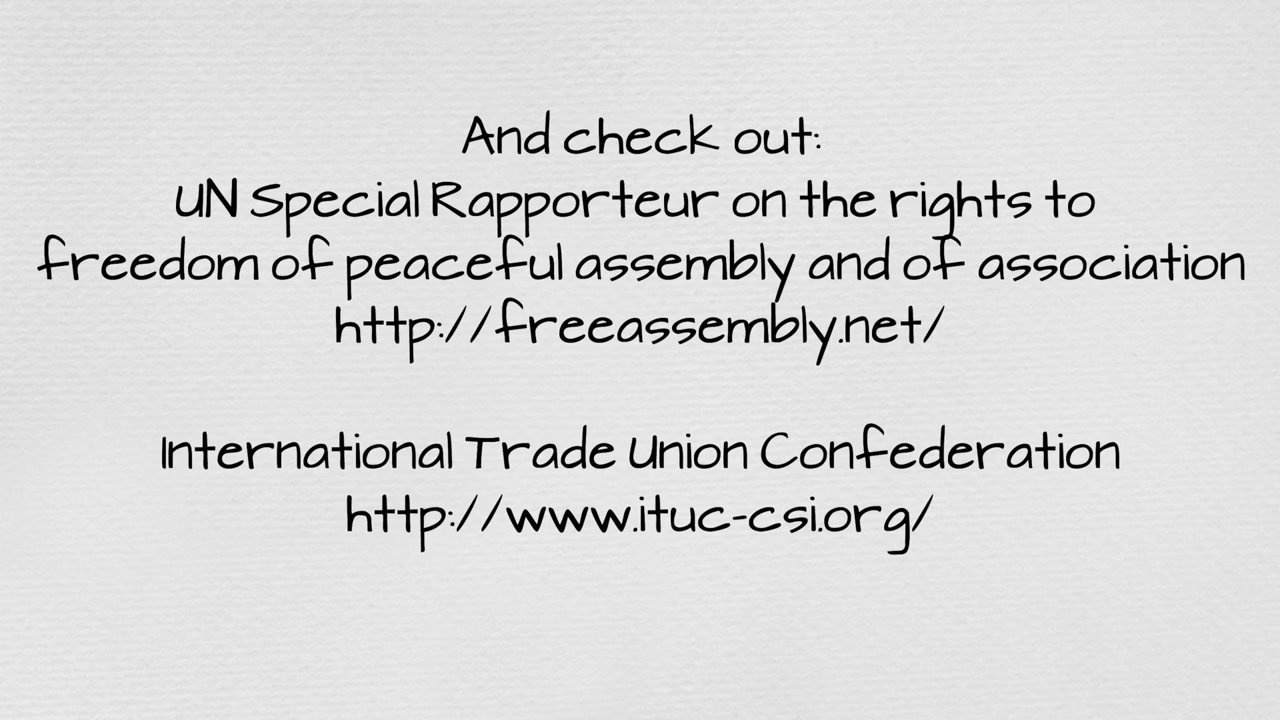 And check out:
UN Special Rapporteur on the rights to
freedom of peaceful assembly and of association
http://freeassembly.net/
International Trade Union Confederation
http://www.ituc-csi.org/